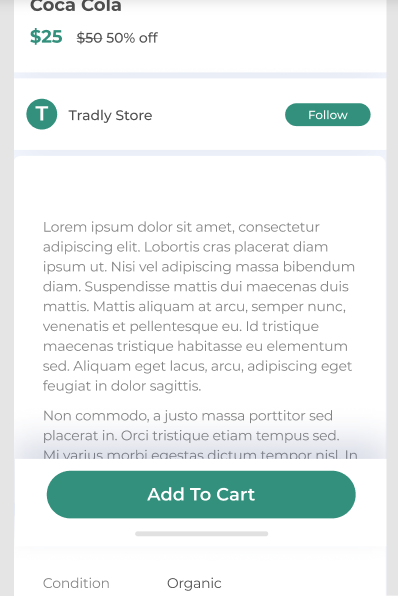 Coca Cola
$25 $50 50% off
T Tradly Store Follow
Lorem ipsum dolor sit amet, consectetur
adipiscing elit. Lobortis cras placerat diam
ipsum ut. Nisi vel adipiscing massa bibendum
diam. Suspendisse mattis dui maecenas duis
mattis. Mattis aliquam at arcu, semper nunc,
venenatis et pellentesque eu. Id tristique
maecenas tristique habitasse eu elementum
sed. Aliquam eget lacus, arcu, adipiscing eget
feugiat in dolor sagittis.
Non commodo, a justo massa porttitor sed
placerat in. Orci tristique etiam tempus sed.
Mi varius morbi egestas dictum tempor nisl. In
Add To Cart
Condition Organic